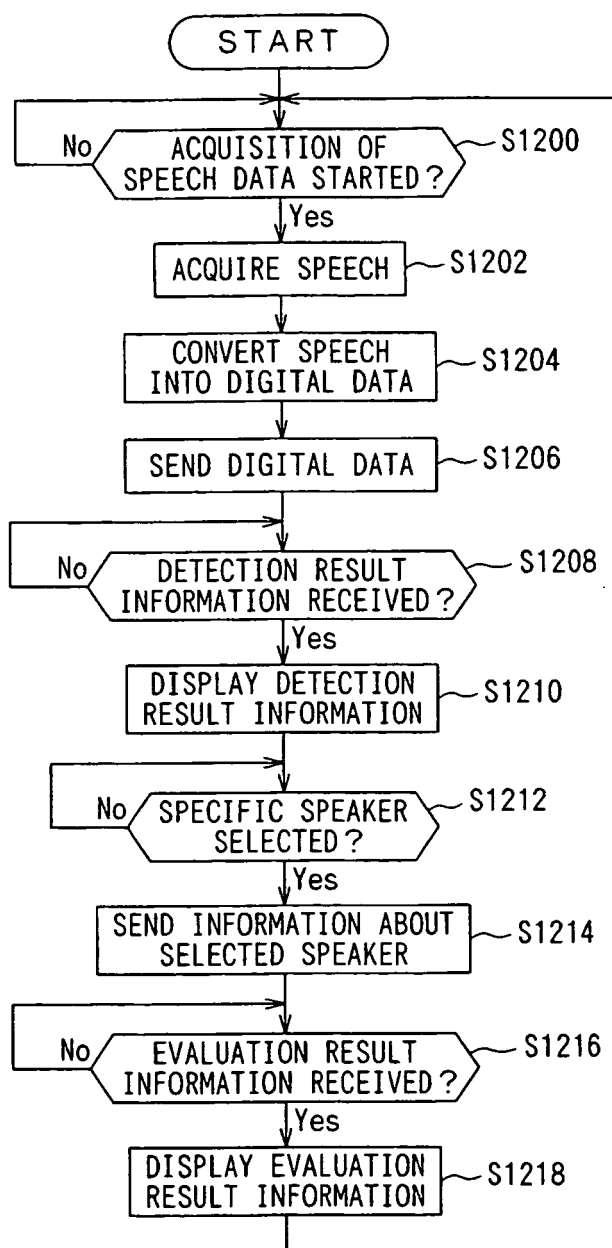 START
No
ACQUISITION OF
SPEECH DATA STARTED?
S1200
Yes
ACQUIRE SPEECH
S1202
CONVERT SPEECH
INTO DIGITAL DATA
S1204
SEND DIGITAL DATA
S1206
No
DETECTION RESULT
INFORMATION RECEIVED?
S1208
Yes
DISPLAY DETECTION
RESULT INFORMATION
S1210
No
SPECIFIC SPEAKER
SELECTED?
S1212
Yes
SEND INFORMATION ABOUT
SELECTED SPEAKER
S1214
No
EVALUATION RESULT
INFORMATION RECEIVED?
S1216
Yes
DISPLAY EVALUATION
RESULT INFORMATION
S1218